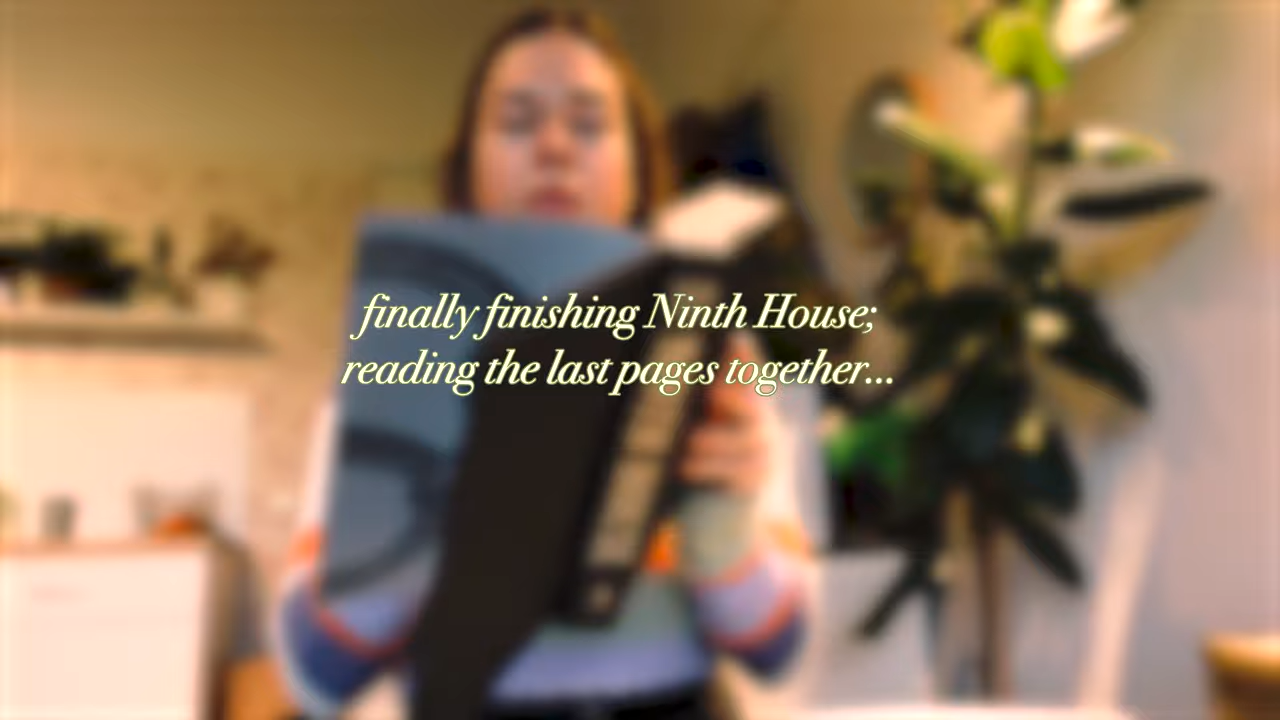 finally finishing Ninth House;
reading the last pages together...